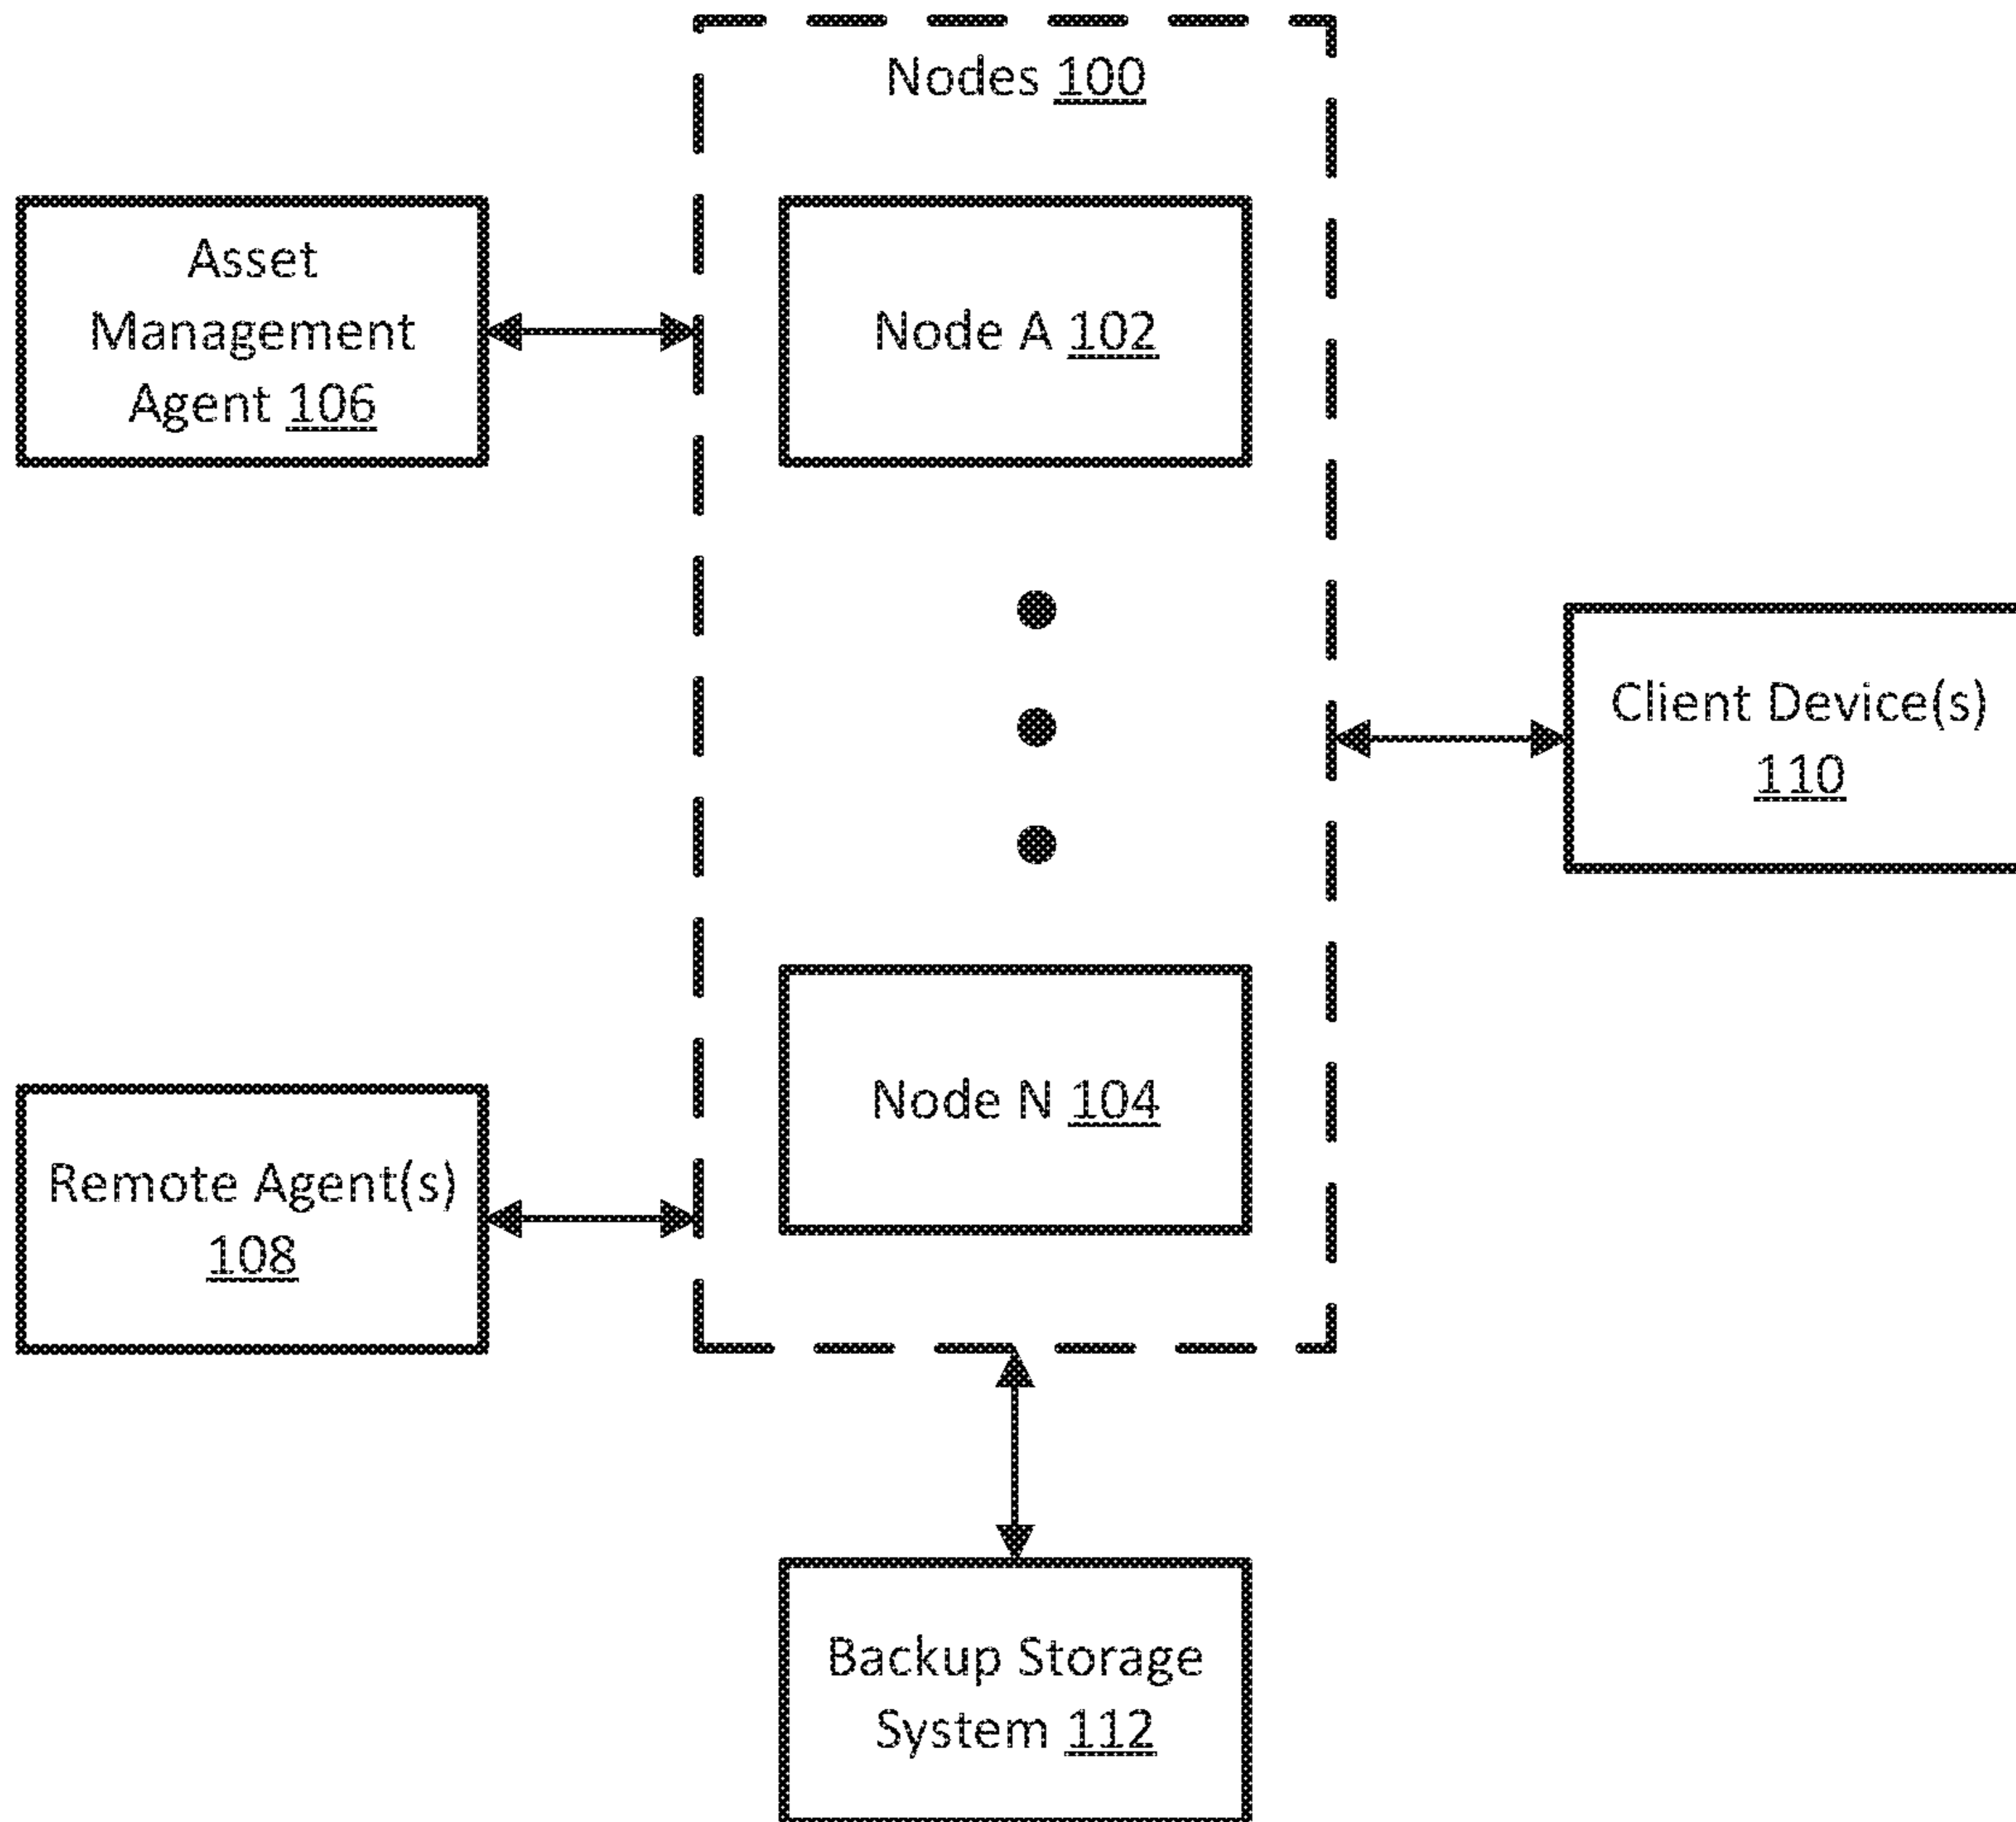 Nodes 100
Asset
Management
Agent 106
Node A 102
Client Device(s)
110
Node N 104
Remote Agent(s)
108
Backup Storage
System 112